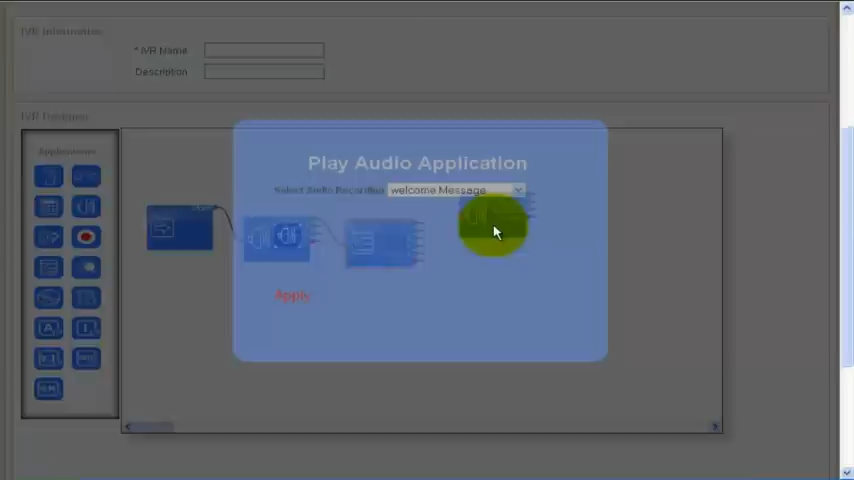 IVR Information
* IVR Name
Description
IVR Designer
Applications
Play Audio Application
Select Audio Recording welcome Message
Apply